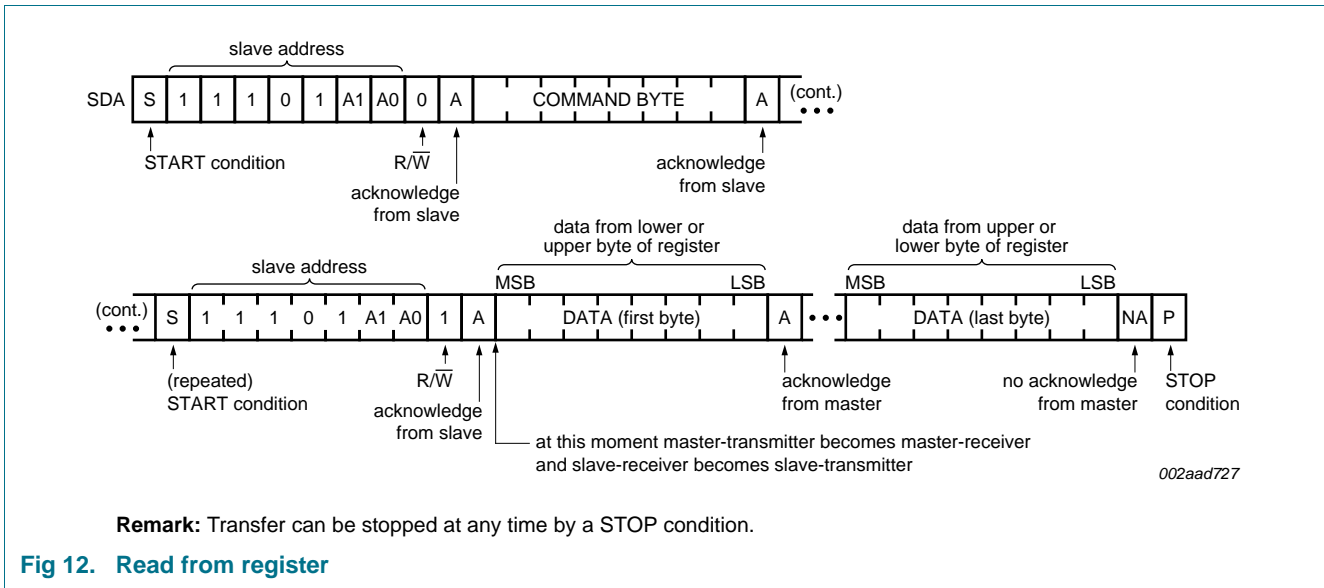 slave address
SDA S 1 1 1 0 1 A1 A0 0 A COMMAND BYTE A (cont.)
START condition
R/W̅
acknowledge
from slave
acknowledge
from slave
data from lower or
upper byte of register
data from upper or
lower byte of register
slave address
MSB LSB MSB LSB
(cont.) S 1 1 1 0 1 A1 A0 1 A DATA (first byte) A DATA (last byte) NA P
(repeated)
START condition
R/W̅
acknowledge
from slave
acknowledge
from master
no acknowledge
from master
STOP
condition
at this moment master-transmitter becomes master-receiver
and slave-receiver becomes slave-transmitter
002aad727
Remark: Transfer can be stopped at any time by a STOP condition.
Fig 12. Read from register